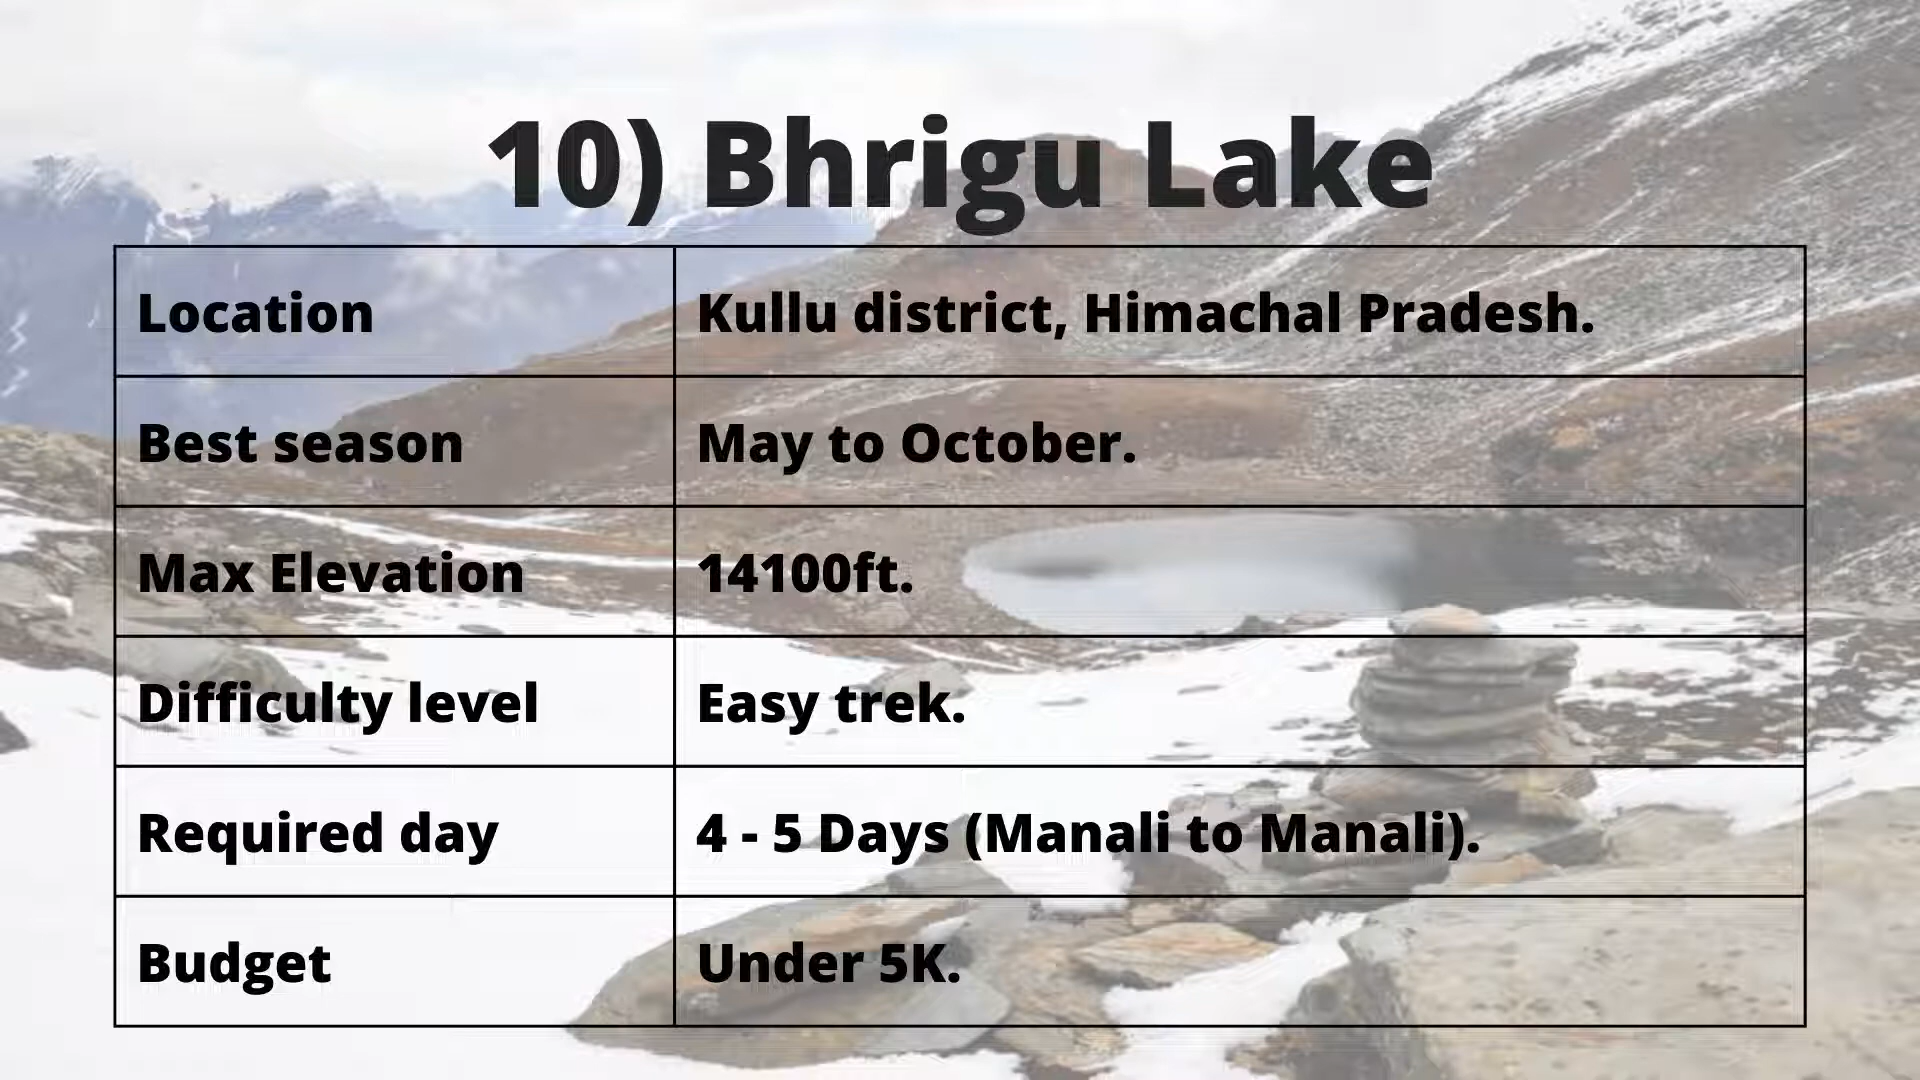 10) Bhrigu Lake
Location
Kullu district, Himachal Pradesh.
Best season
May to October.
Max Elevation
14100ft.
Difficulty level
Easy trek.
Required day
4 - 5 Days (Manali to Manali).
Budget
Under 5K.